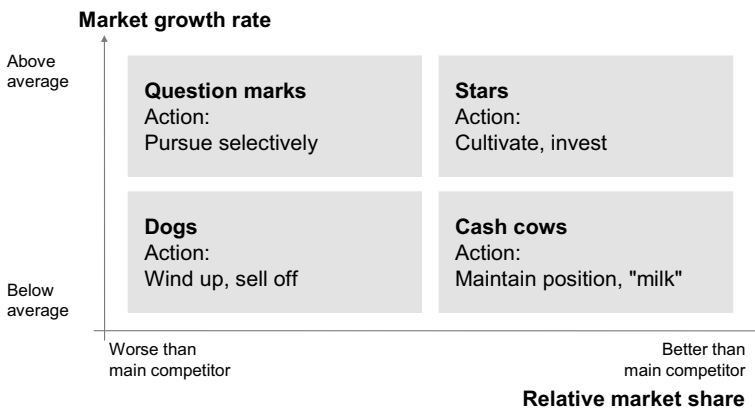 Market growth rate
Above
average
Question marks
Action:
Pursue selectively
Stars
Action:
Cultivate, invest
Dogs
Action:
Wind up, sell off
Cash cows
Action:
Maintain position, "milk"
Below
average
Worse than
main competitor
Better than
main competitor
Relative market share